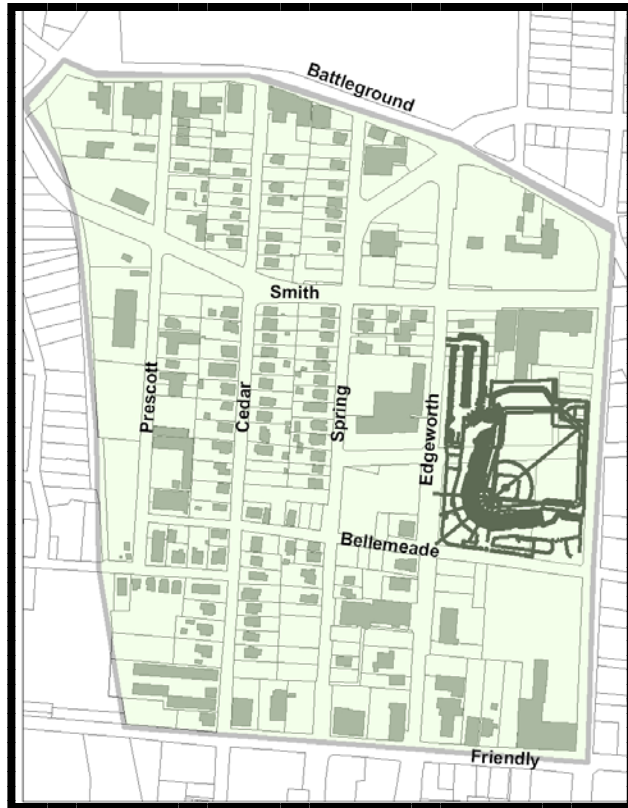 Battleground
Smith
Prescott
Cedar
Spring
Edgeworth
Bellemeade
Friendly